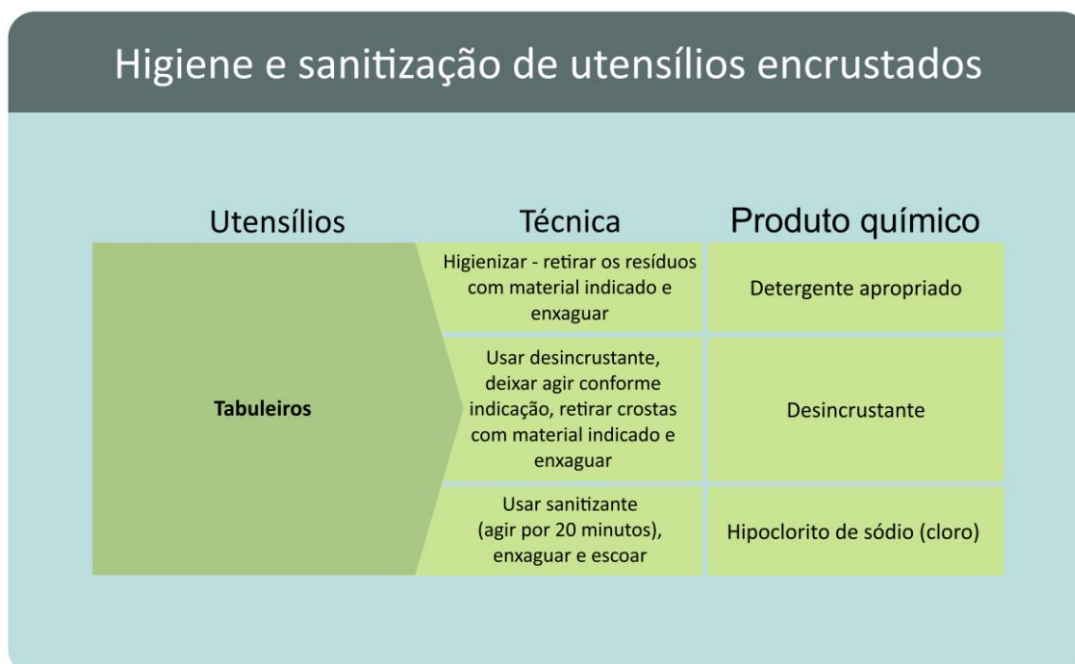 Higiene e sanitização de utensílios encrustados
Utensílios
Técnica
Produto químico
Tabuleiros
Higienizar - retirar os resíduos
com material indicado e
enxaguar
Detergente apropriado
Usar desincrustante,
deixar agir conforme
indicação, retirar crostas
com material indicado e
enxaguar
Desincrustante
Usar sanitizante
(agir por 20 minutos),
enxaguar e escoar
Hipoclorito de sódio (cloro)